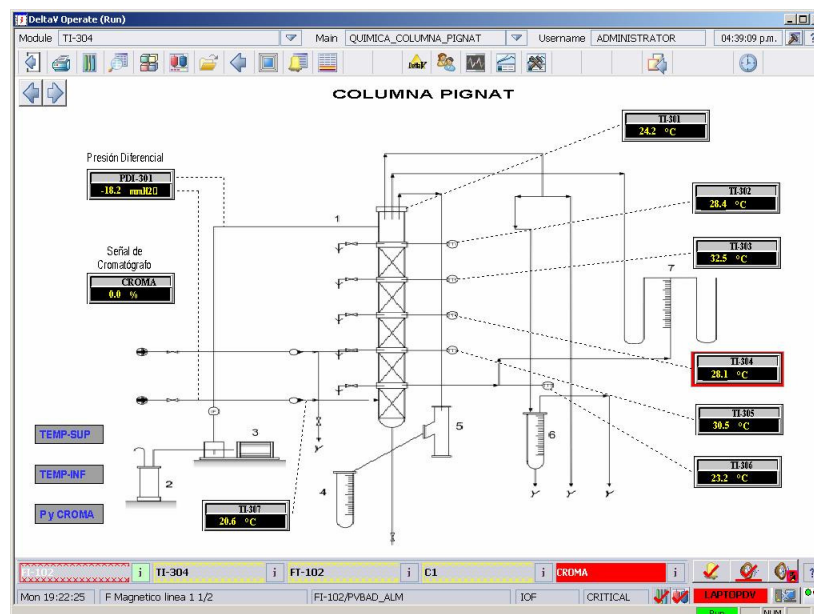 DeltaV Operate (Run)
Module TI-304 Main QUIMICA_COLUMNA_PIGNAT Username ADMINISTRATOR 04:39:09 p.m. ?
COLUMNA PIGNAT
TI-301
24.2 °C
Presión Diferencial
PDI-301
-18.2 mmH2O
TI-302
28.4 °C
1
TI-303
32.5 °C
Señal de
Cromatógrafo
CROMA
0.0 %
7
TI-304
28.1 °C
TI-305
30.5 °C
TEMP-SUP
3
5
6
TEMP-INF
2
4
TI-306
23.2 °C
P y CROMA
TI-307
20.6 °C
FI-102 i TI-304 i FT-102 i C1 i CROMA i ?
Mon 19:22:25 F Magnetico linea 1 1/2 FI-102/PVBAD_ALM IOF CRITICAL LAPTOPDV
Run NUM